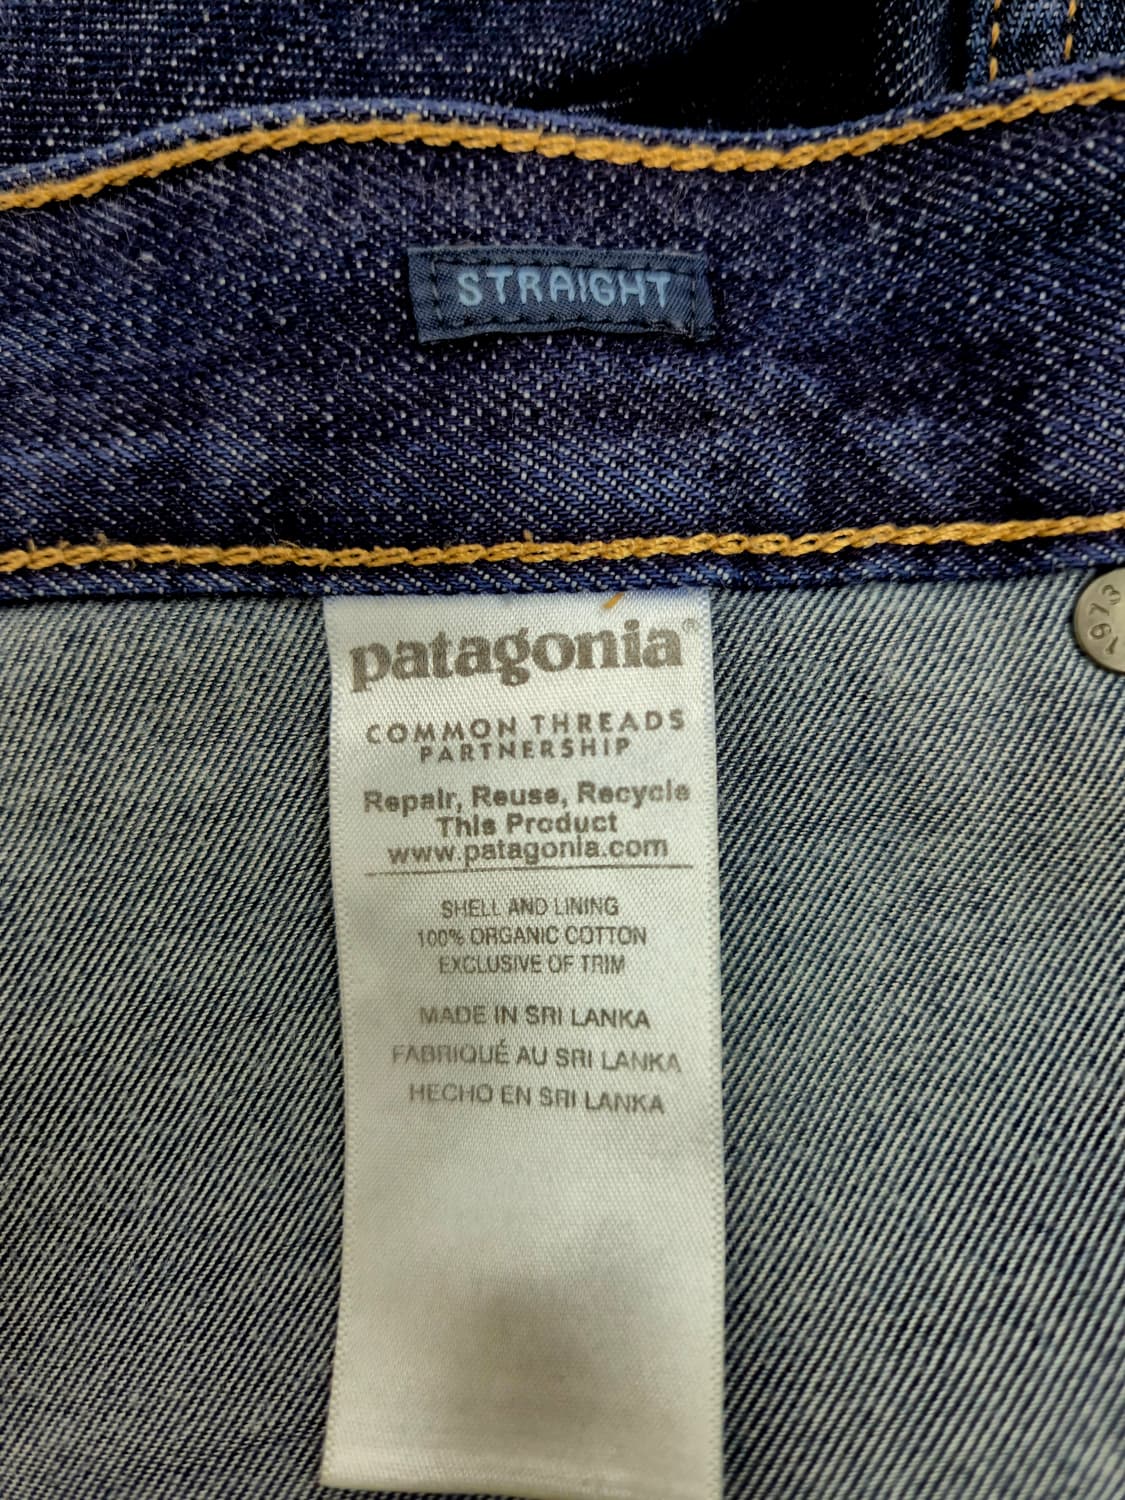 STRAIGHT
1973
patagonia®
COMMON THREADS
PARTNERSHIP
Repair, Reuse, Recycle
This Product
www.patagonia.com
SHELL AND LINING
100% ORGANIC COTTON
EXCLUSIVE OF TRIM
MADE IN SRI LANKA
FABRIQUÉ AU SRI LANKA
HECHO EN SRI LANKA